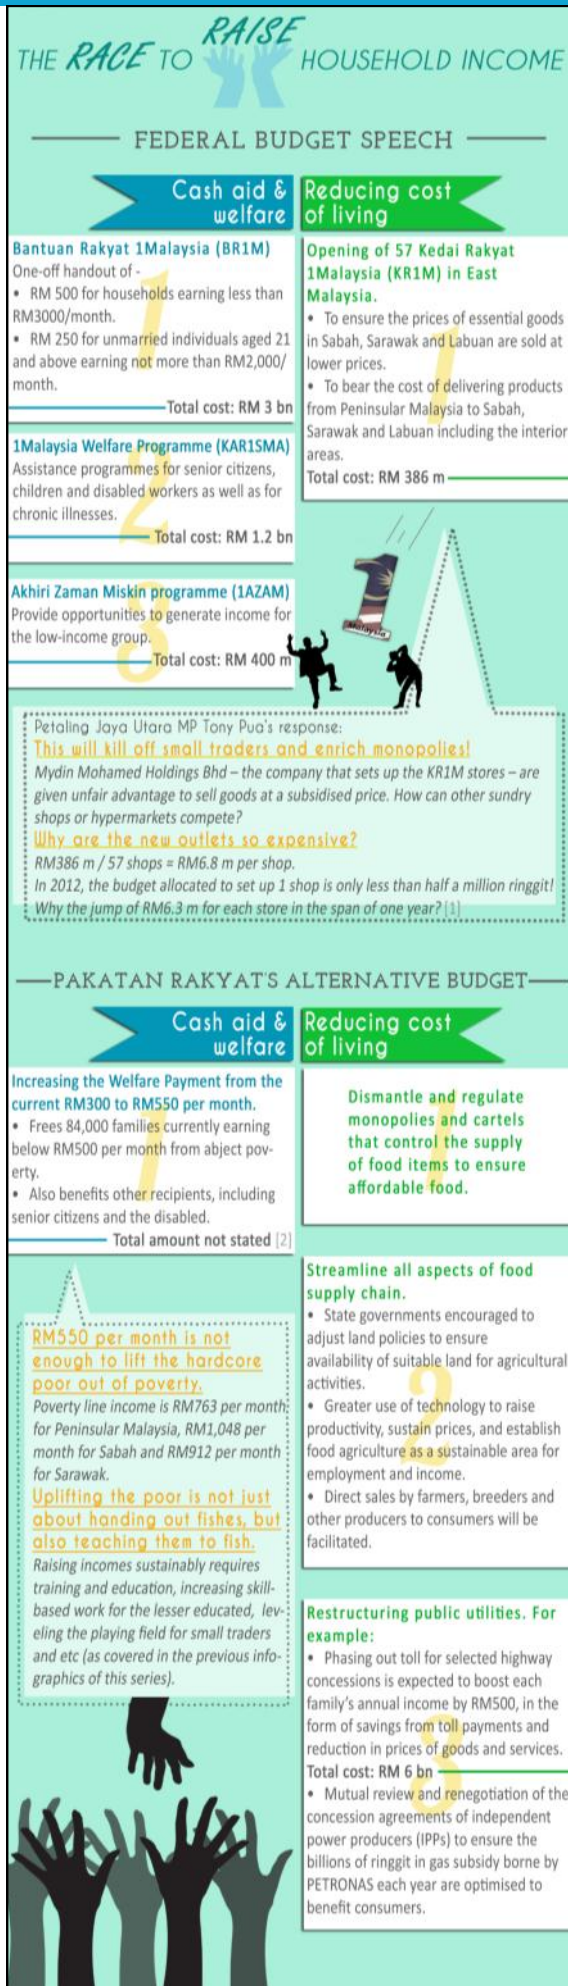 THE RACE TO RAISE HOUSEHOLD INCOME
FEDERAL BUDGET SPEECH
Cash aid &
welfare
Bantuan Rakyat 1Malaysia (BR1M)
One-off handout of -
• RM 500 for households earning less than
RM3000/month.
• RM 250 for unmarried individuals aged 21
and above earning not more than RM2,000/
month.
1
Total cost: RM 3 bn
1Malaysia Welfare Programme (KAR1SMA)
Assistance programmes for senior citizens,
children and disabled workers as well as for
chronic illnesses.
2
Total cost: RM 1.2 bn
Akhiri Zaman Miskin programme (1AZAM)
Provide opportunities to generate income for
the low-income group.
3
Total cost: RM 400 m
Reducing cost
of living
Opening of 57 Kedai Rakyat
1Malaysia (KR1M) in East
Malaysia.
• To ensure the prices of essential goods
in Sabah, Sarawak and Labuan are sold at
lower prices.
• To bear the cost of delivering products
from Peninsular Malaysia to Sabah,
Sarawak and Labuan including the interior
areas.
1
Total cost: RM 386 m
1
Malaysia
Petaling Jaya Utara MP Tony Pua's response:
This will kill off small traders and enrich monopolies!
Mydin Mohamed Holdings Bhd – the company that sets up the KR1M stores – are
given unfair advantage to sell goods at a subsidised price. How can other sundry
shops or hypermarkets compete?
Why are the new outlets so expensive?
RM386 m / 57 shops = RM6.8 m per shop.
In 2012, the budget allocated to set up 1 shop is only less than half a million ringgit!
Why the jump of RM6.3 m for each store in the span of one year? [1]
PAKATAN RAKYAT'S ALTERNATIVE BUDGET
Cash aid &
welfare
Increasing the Welfare Payment from the
current RM300 to RM550 per month.
• Frees 84,000 families currently earning
below RM500 per month from abject pov-
erty.
• Also benefits other recipients, including
senior citizens and the disabled.
1
Total amount not stated [2]
RM550 per month is not
enough to lift the hardcore
poor out of poverty.
Poverty line income is RM763 per month
for Peninsular Malaysia, RM1,048 per
month for Sabah and RM912 per month
for Sarawak.
Uplifting the poor is not just
about handing out fishes, but
also teaching them to fish.
Raising incomes sustainably requires
training and education, increasing skill-
based work for the lesser educated, lev-
eling the playing field for small traders
and etc (as covered in the previous info-
graphics of this series).
Reducing cost
of living
Dismantle and regulate
monopolies and cartels
that control the supply
of food items to ensure
affordable food.
1
Streamline all aspects of food
supply chain.
• State governments encouraged to
adjust land policies to ensure
availability of suitable land for agricultural
activities.
• Greater use of technology to raise
productivity, sustain prices, and establish
food agriculture as a sustainable area for
employment and income.
• Direct sales by farmers, breeders and
other producers to consumers will be
facilitated.
2
Restructuring public utilities. For
example:
• Phasing out toll for selected highway
concessions is expected to boost each
family's annual income by RM500, in the
form of savings from toll payments and
reduction in prices of goods and services.
Total cost: RM 6 bn
• Mutual review and renegotiation of the
concession agreements of independent
power producers (IPPs) to ensure the
billions of ringgit in gas subsidy borne by
PETRONAS each year are optimised to
benefit consumers.
3